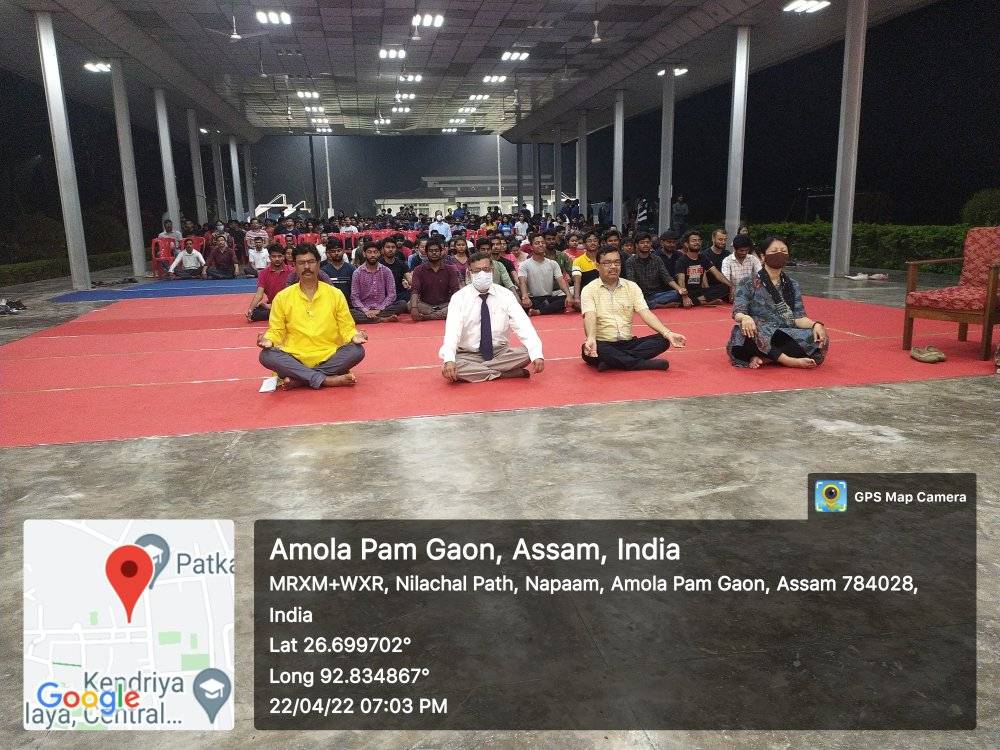 GPS Map Camera
Amola Pam Gaon, Assam, India
MRXM+WXR, Nilachal Path, Napaam, Amola Pam Gaon, Assam 784028,
India
Lat 26.699702°
Long 92.834867°
22/04/22 07:03 PM
Patka
Kendriya
laya, Central...
Google